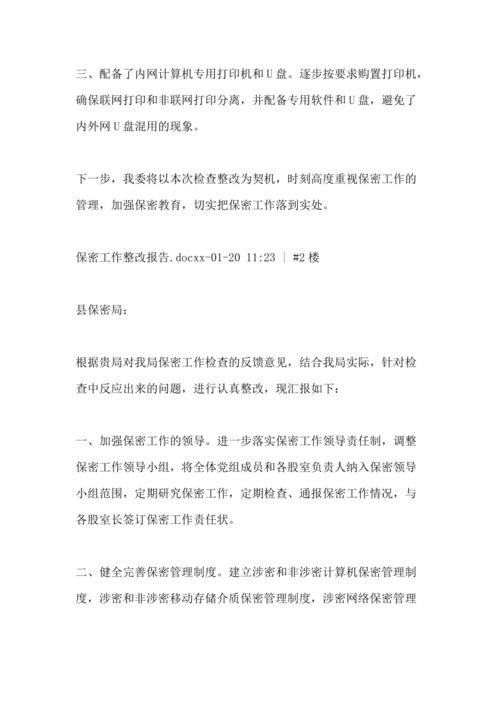 三、配备了内网计算机专用打印机和 U 盘。逐步按要求购置打印机，
确保联网打印和非联网打印分离，并配备专用软件和 U 盘，避免了
内外网 U 盘混用的现象。
下一步，我委将以本次检查整改为契机，时刻高度重视保密工作的
管理，加强保密教育，切实把保密工作落到实处。
保密工作整改报告.docxx-01-20 11:23 | #2 楼
县保密局：
根据贵局对我局保密工作检查的反馈意见，结合我局实际，针对检
查中反应出来的问题，进行认真整改，现汇报如下：
一、加强保密工作的领导。进一步落实保密工作领导责任制，调整
保密工作领导小组，将全体党组成员和各股室负责人纳入保密领导
小组范围，定期研究保密工作，定期检查、通报保密工作情况，与
各股室长签订保密工作责任状。
二、健全完善保密管理制度。建立涉密和非涉密计算机保密管理制
度，涉密和非涉密移动存储介质保密管理制度，涉密网络保密管理